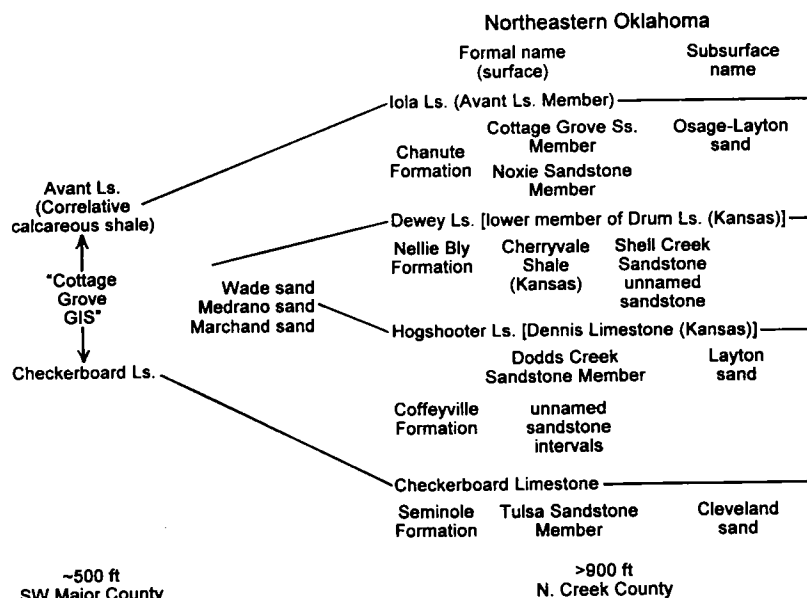 Northeastern Oklahoma
Formal name
(surface)
Subsurface
name
Iola Ls. (Avant Ls. Member)
Chanute
Formation
Cottage Grove Ss.
Member
Noxie Sandstone
Member
Osage-Layton
sand
Avant Ls.
(Correlative
calcareous shale)
"Cottage
Grove
GIS"
Checkerboard Ls.
Dewey Ls. [lower member of Drum Ls. (Kansas)]
Nellie Bly
Formation
Cherryvale
Shale
(Kansas)
Shell Creek
Sandstone
unnamed
sandstone
Wade sand
Medrano sand
Marchand sand
Hogshooter Ls. [Dennis Limestone (Kansas)]
Dodds Creek
Sandstone Member
Layton
sand
Coffeyville
Formation
unnamed
sandstone
intervals
Checkerboard Limestone
Seminole
Formation
Tulsa Sandstone
Member
Cleveland
sand
~500 ft
SW Major County
>900 ft
N. Creek County